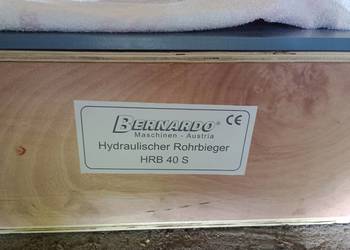 BERNARDO® CE
Maschinen - Austria
Hydraulischer Rohrbieger
HRB 40 S